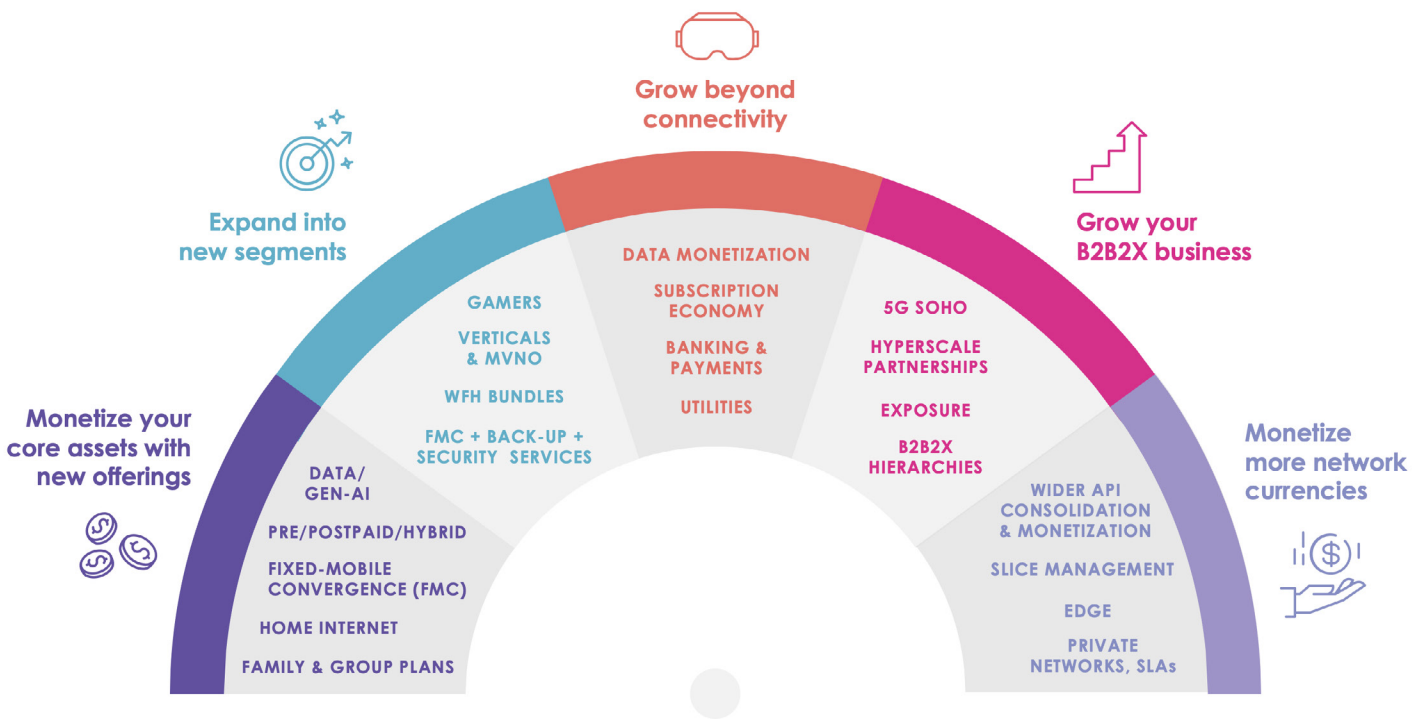 Grow beyond
connectivity
Expand into
new segments
Grow your
B2B2X business
Monetize your
core assets with
new offerings
Monetize
more network
currencies
DATA/
GEN-AI
PRE/POSTPAID/HYBRID
FIXED-MOBILE
CONVERGENCE (FMC)
HOME INTERNET
FAMILY & GROUP PLANS
GAMERS
VERTICALS
& MVNO
WFH BUNDLES
FMC + BACK-UP +
SECURITY SERVICES
DATA MONETIZATION
SUBSCRIPTION
ECONOMY
BANKING &
PAYMENTS
UTILITIES
5G SOHO
HYPERSCALE
PARTNERSHIPS
EXPOSURE
B2B2X
HIERARCHIES
WIDER API
CONSOLIDATION
& MONETIZATION
SLICE MANAGEMENT
EDGE
PRIVATE
NETWORKS, SLAs